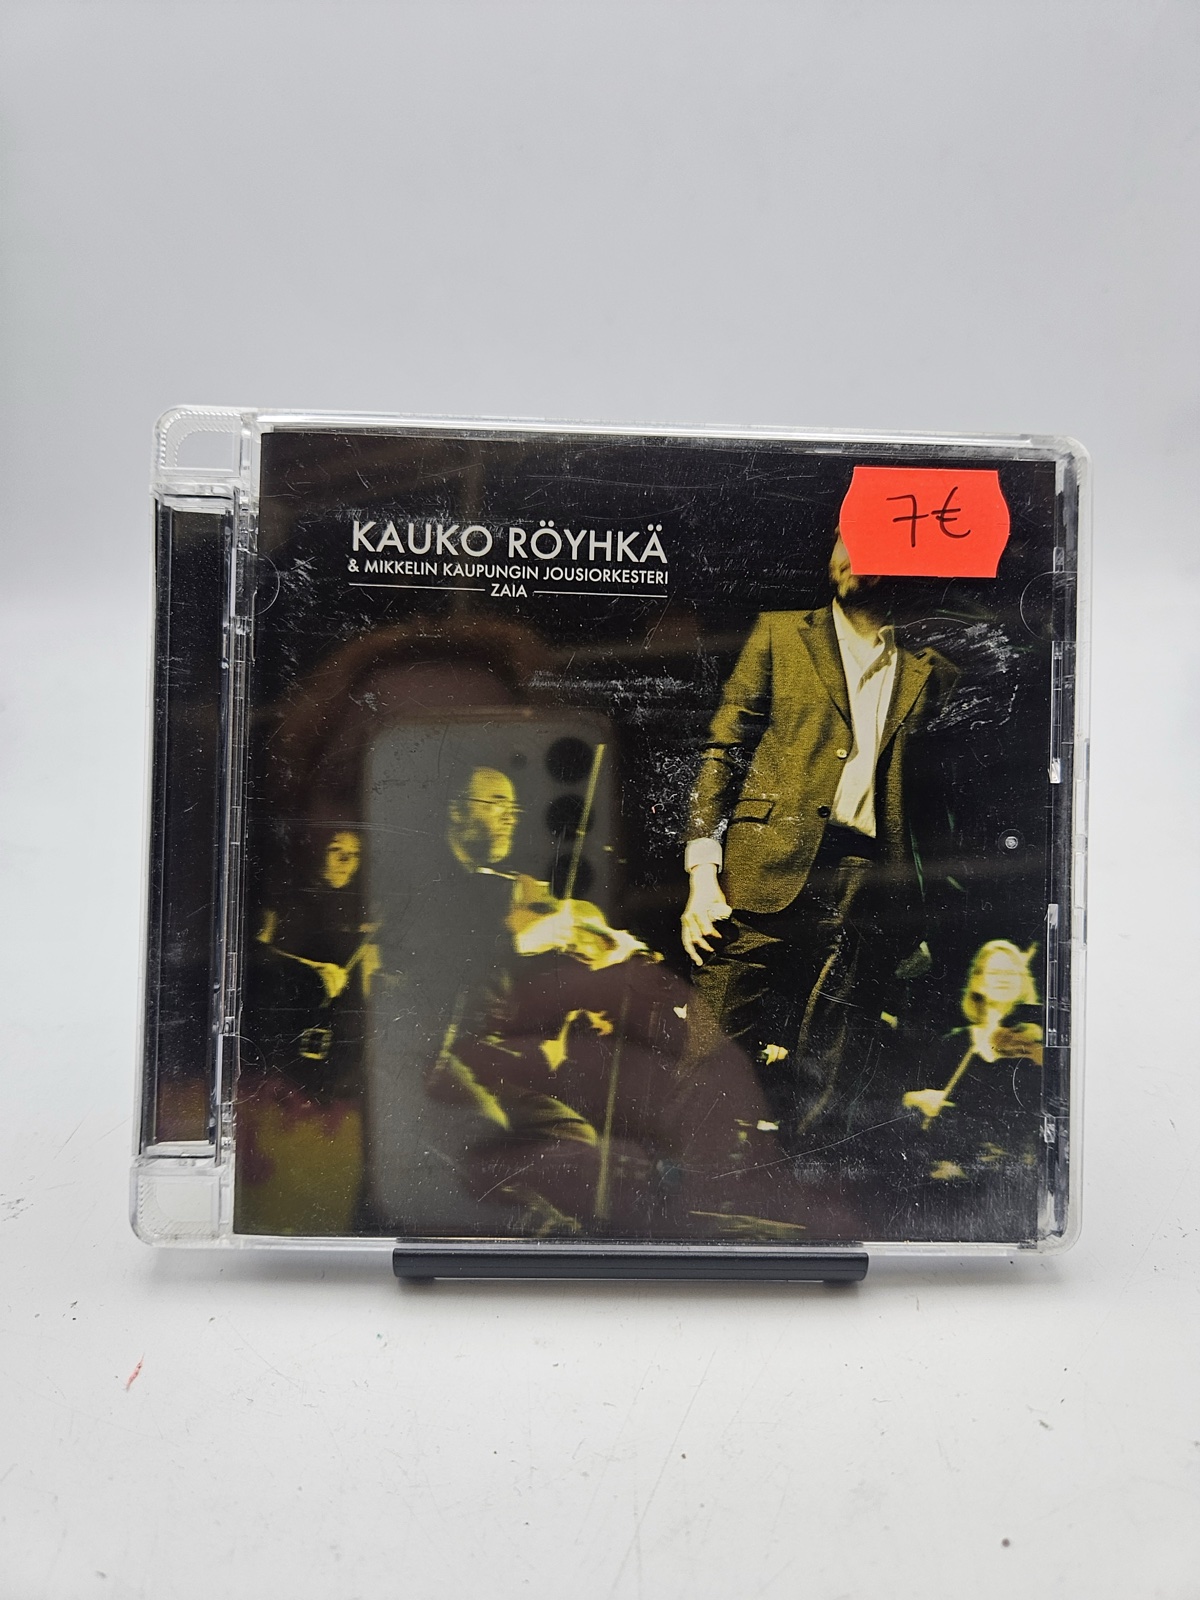 7€
KAUKO RÖYHKÄ
& MIKKELIN KAUPUNGIN JOUSIORKESTERI
ZAIA